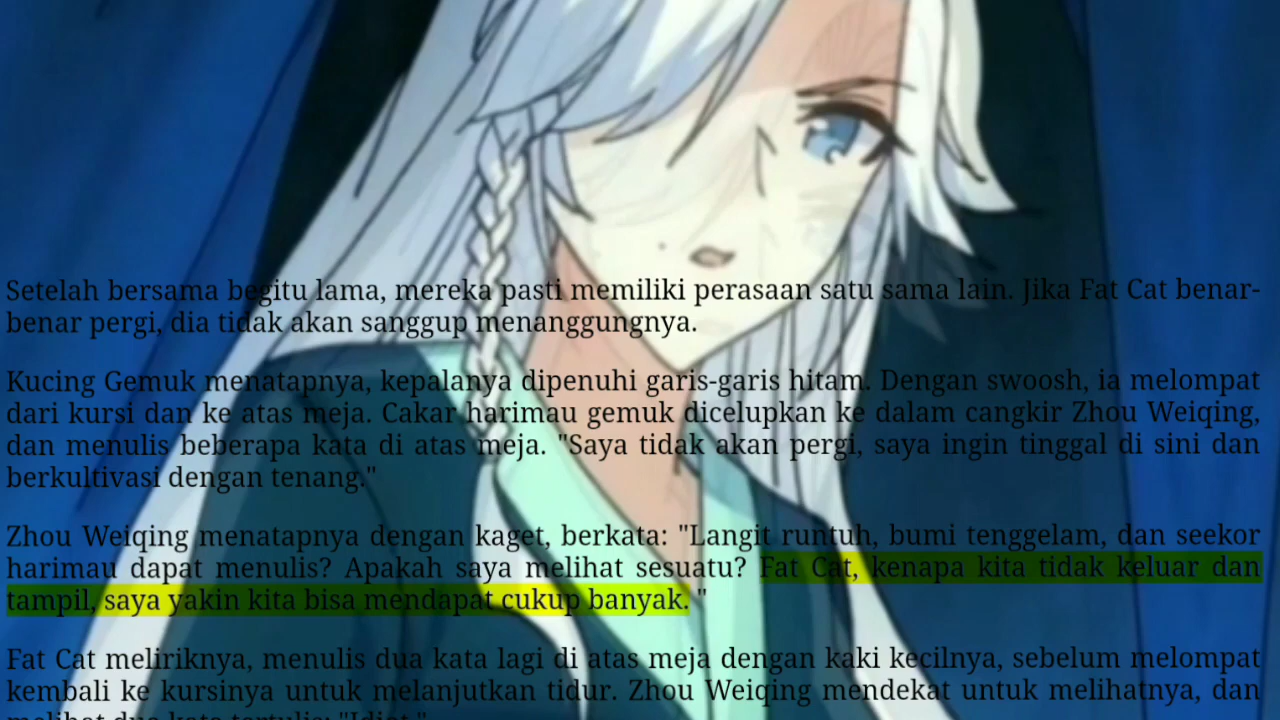 Setelah bersama begitu lama, mereka pasti memiliki perasaan satu sama lain. Jika Fat Cat benar-
benar pergi, dia tidak akan sanggup menanggungnya.
Kucing Gemuk menatapnya, kepalanya dipenuhi garis-garis hitam. Dengan swoosh, ia melompat
dari kursi dan ke atas meja. Cakar harimau gemuk dicelupkan ke dalam cangkir Zhou Weiqing,
dan menulis beberapa kata di atas meja. "Saya tidak akan pergi, saya ingin tinggal di sini dan
berkultivasi dengan tenang."
Zhou Weiqing menatapnya dengan kaget, berkata: "Langit runtuh, bumi tenggelam, dan seekor
harimau dapat menulis? Apakah saya melihat sesuatu? Fat Cat, kenapa kita tidak keluar dan
tampil, saya yakin kita bisa mendapat cukup banyak. "
Fat Cat meliriknya, menulis dua kata lagi di atas meja dengan kaki kecilnya, sebelum melompat
kembali ke kursinya untuk melanjutkan tidur. Zhou Weiqing mendekat untuk melihatnya, dan
melihat dua kata tertulis: "Idiot."